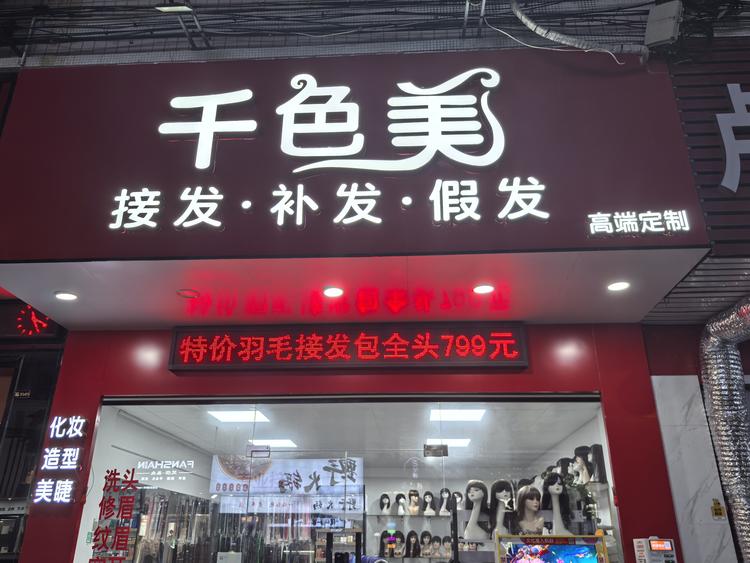 千色美
接发·补发·假发
高端定制
特价羽毛接发包全头799元
化妆
造型
美睫
FANSHAIN
洗头
修眉
纹眉